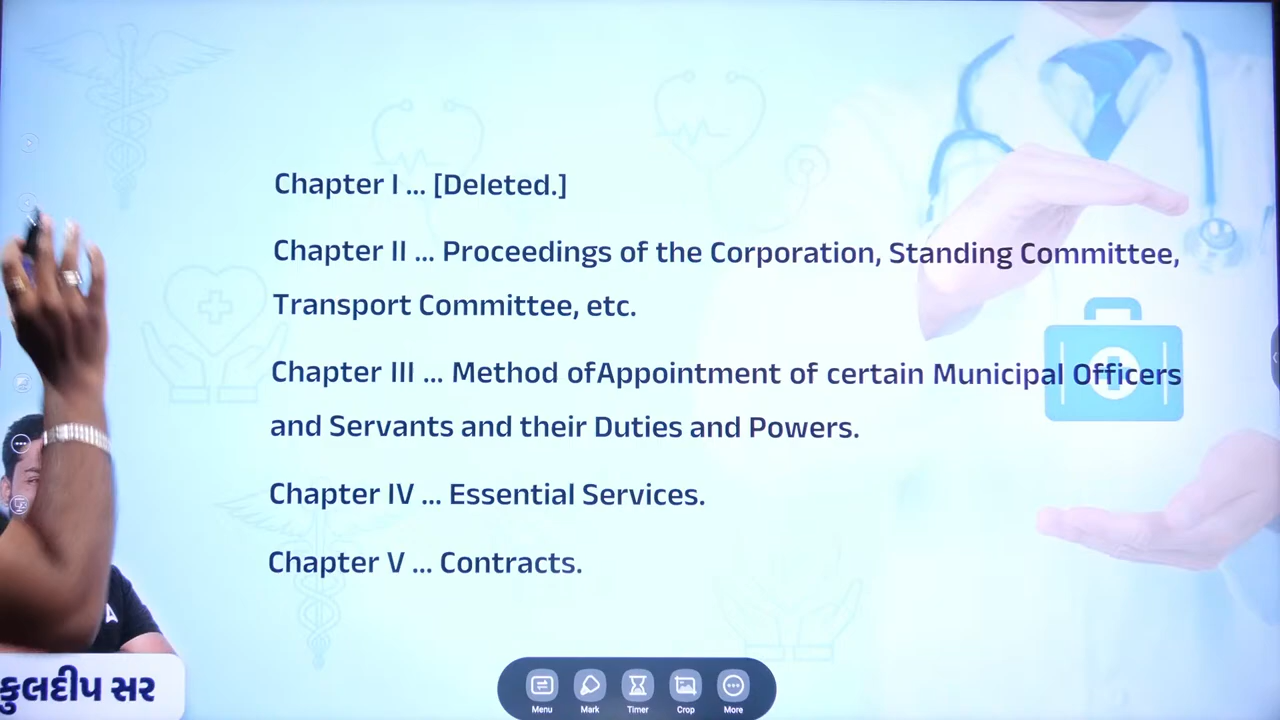 Chapter I ... [Deleted.]
Chapter II ... Proceedings of the Corporation, Standing Committee,
Transport Committee, etc.
Chapter III ... Method ofAppointment of certain Municipal Officers
and Servants and their Duties and Powers.
Chapter IV ... Essential Services.
Chapter V ... Contracts.
A
કુલદીપ સર
Menu Mark Timer Crop More